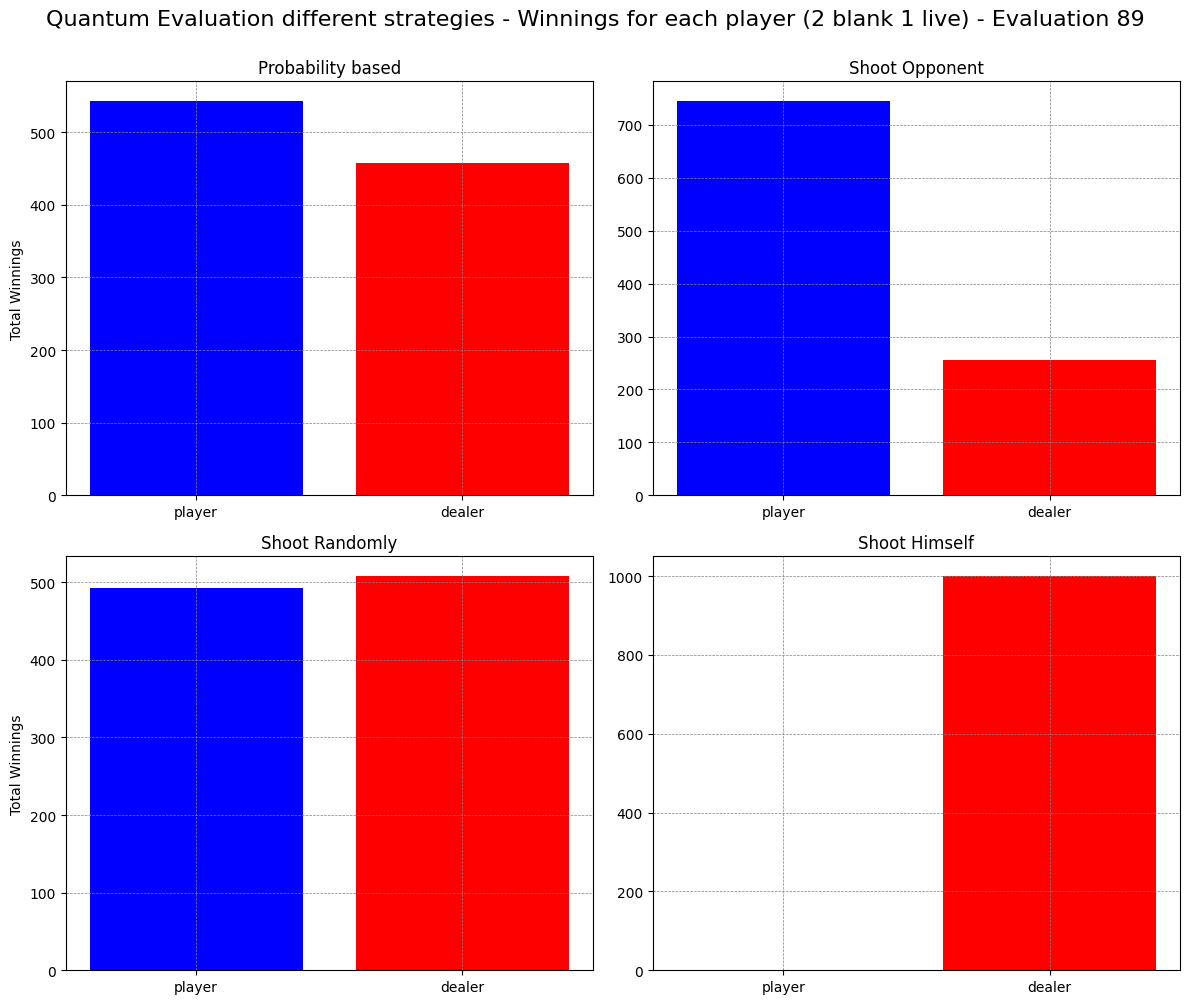 Quantum Evaluation different strategies - Winnings for each player (2 blank 1 live) - Evaluation 89
Probability based
Total Winnings
500
400
300
200
100
0
player dealer
Shoot Opponent
700
600
500
400
300
200
100
0
player dealer
Shoot Randomly
Total Winnings
500
400
300
200
100
0
player dealer
Shoot Himself
1000
800
600
400
200
0
player dealer